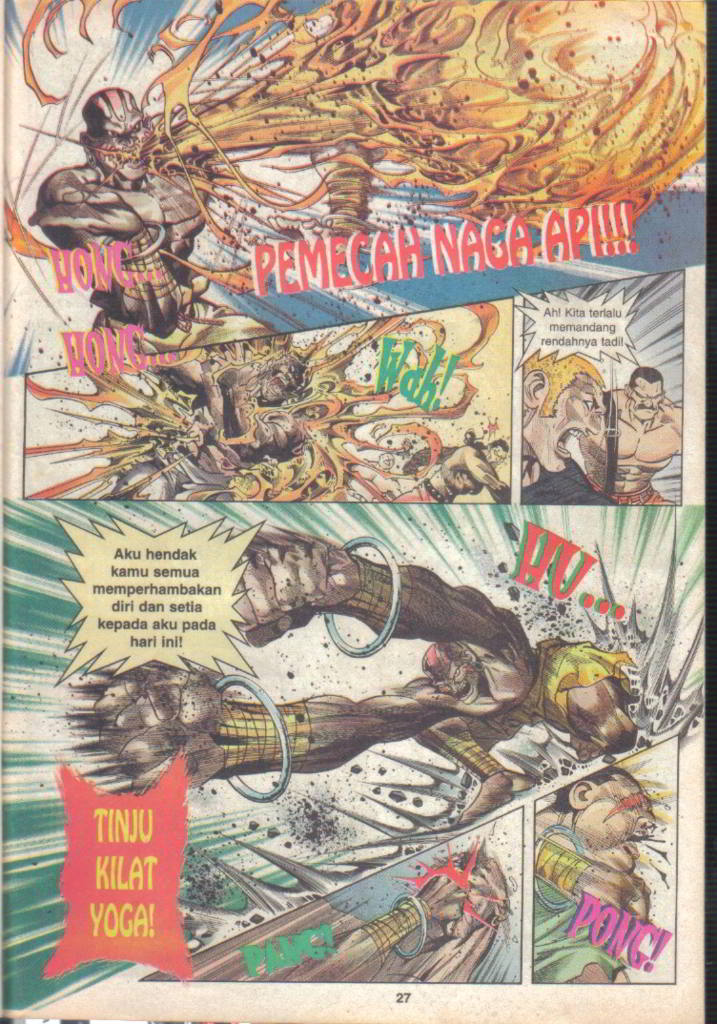 HONG...
PEMECAH NAGA API!!!!
HONG...
Wah!
Ah! Kita terlalu
memandang
rendahnya tadi!
Aku hendak
kamu semua
memperhambakan
diri dan setia
kepada aku pada
hari ini!
HU...
TINJU
KILAT
YOGA!
PANG!
PONG!
27